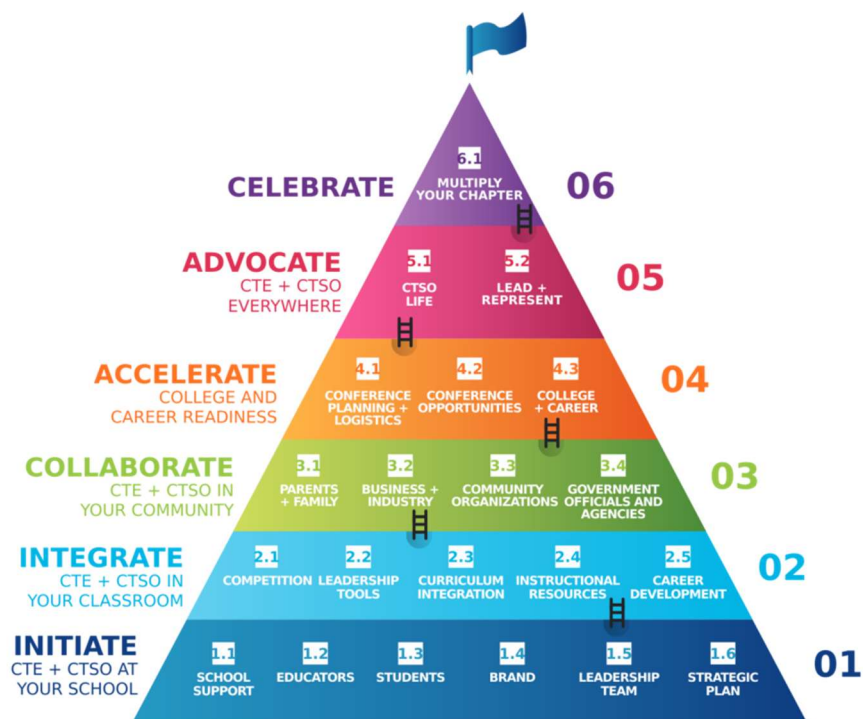 6.1
MULTIPLY
YOUR CHAPTER
CELEBRATE
06
5.1
CTSO
LIFE
5.2
LEAD +
REPRESENT
ADVOCATE
CTE + CTSO
EVERYWHERE
05
4.1
CONFERENCE
PLANNING +
LOGISTICS
4.2
CONFERENCE
OPPORTUNITIES
4.3
COLLEGE
+ CAREER
ACCELERATE
COLLEGE AND
CAREER READINESS
04
3.1
PARENTS
+ FAMILY
3.2
BUSINESS +
INDUSTRY
3.3
COMMUNITY
ORGANIZATIONS
3.4
GOVERNMENT
OFFICIALS AND
AGENCIES
COLLABORATE
CTE + CTSO IN
YOUR COMMUNITY
03
2.1
COMPETITION
2.2
LEADERSHIP
TOOLS
2.3
CURRICULUM
INTEGRATION
2.4
INSTRUCTIONAL
RESOURCES
2.5
CAREER
DEVELOPMENT
INTEGRATE
CTE + CTSO IN
YOUR CLASSROOM
02
1.1
SCHOOL
SUPPORT
1.2
EDUCATORS
1.3
STUDENTS
1.4
BRAND
1.5
LEADERSHIP
TEAM
1.6
STRATEGIC
PLAN
INITIATE
CTE + CTSO AT
YOUR SCHOOL
01